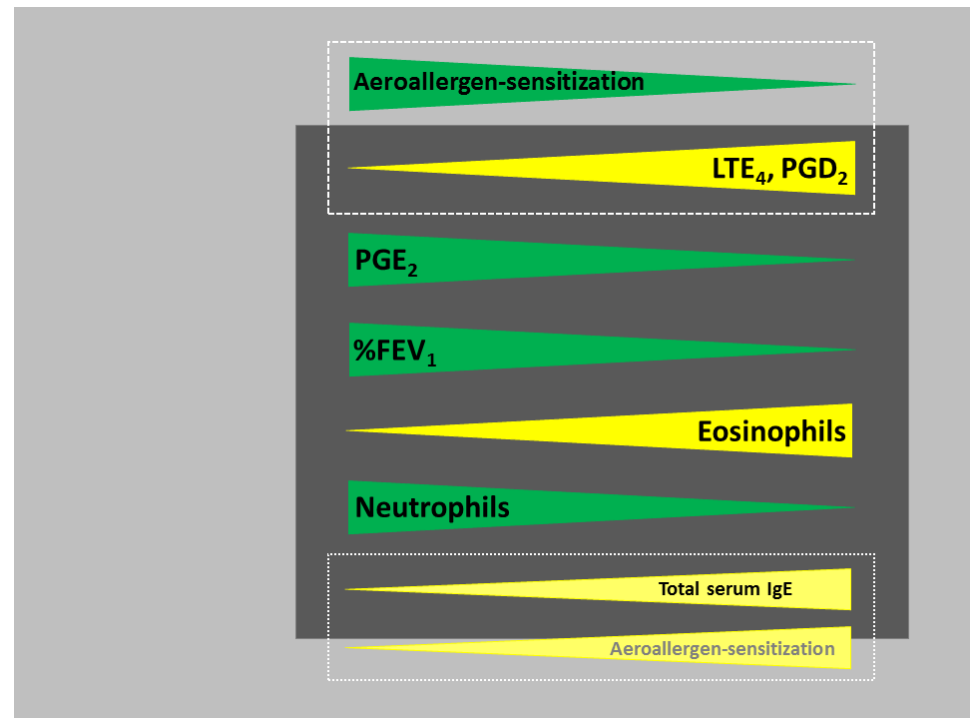 Aeroallergen-sensitization
LTE₄, PGD₂
PGE₂
%FEV₁
Eosinophils
Neutrophils
Total serum IgE
Aeroallergen-sensitization